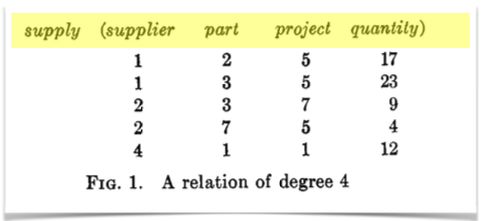 supply (supplier part project quantity)
1 2 5 17
1 3 5 23
2 3 7 9
2 7 5 4
4 1 1 12
FIG. 1. A relation of degree 4